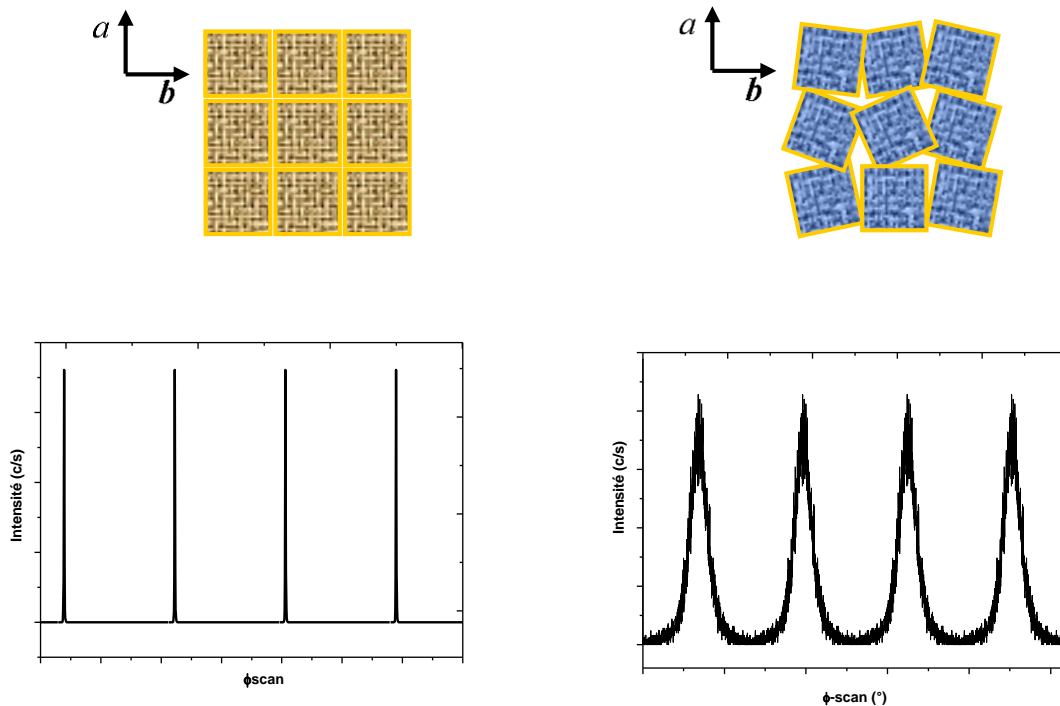 a
b
a
b
Intensité (c/s)
ϕscan
Intensité (c/s)
ϕ-scan (°)